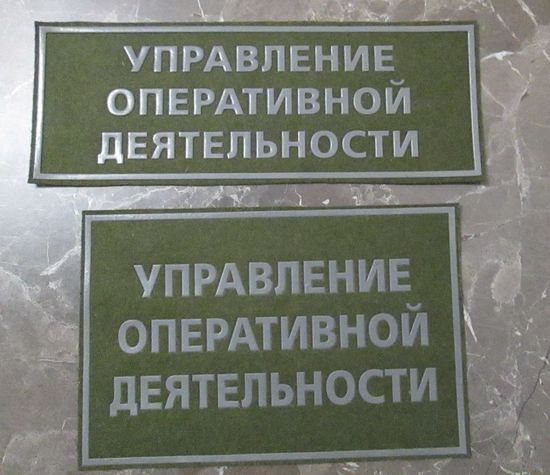 УПРАВЛЕНИЕ
ОПЕРАТИВНОЙ
ДЕЯТЕЛЬНОСТИ
УПРАВЛЕНИЕ
ОПЕРАТИВНОЙ
ДЕЯТЕЛЬНОСТИ